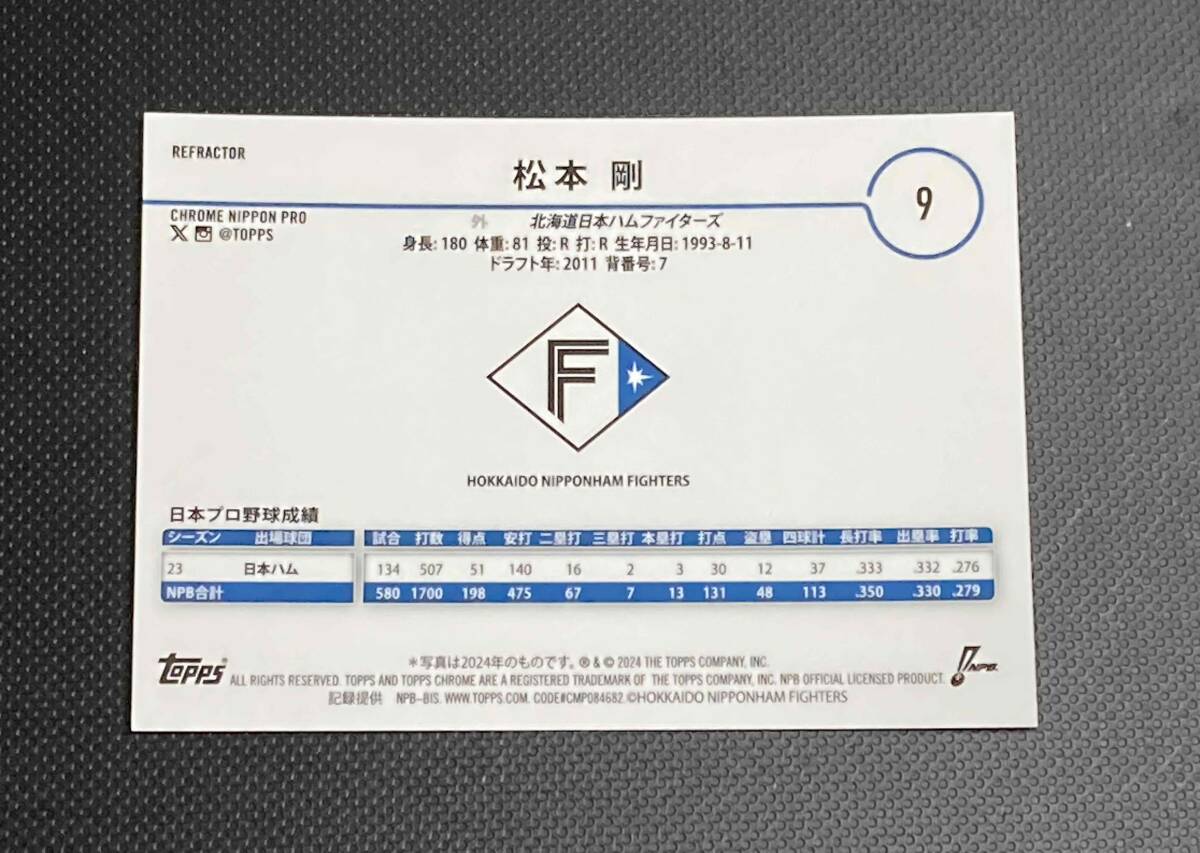 REFRACTOR
松本 剛
9
CHROME NIPPON PRO
@TOPPS
外 北海道日本ハムファイターズ
身長: 180 体重: 81 投: R 打: R 生年月日: 1993-8-11
ドラフト年: 2011 背番号: 7
F
HOKKAIDO NIPPONHAM FIGHTERS
日本プロ野球成績
シーズン 出場球団 試合 打数 得点 安打 二塁打 三塁打 本塁打 打点 盗塁 四球計 長打率 出塁率 打率
23 日本ハム 134 507 51 140 16 2 3 30 12 37 .333 .332 .276
NPB合計 580 1700 198 475 67 7 13 131 48 113 .350 .330 .279
＊写真は2024年のものです。® & © 2024 THE TOPPS COMPANY, INC.
TOPPS® ALL RIGHTS RESERVED. TOPPS AND TOPPS CHROME ARE A REGISTERED TRADEMARK OF THE TOPPS COMPANY, INC. NPB OFFICIAL LICENSED PRODUCT. NPB
記録提供 NPB-BIS. WWW.TOPPS.COM. CODE#CMP084682.©HOKKAIDO NIPPONHAM FIGHTERS